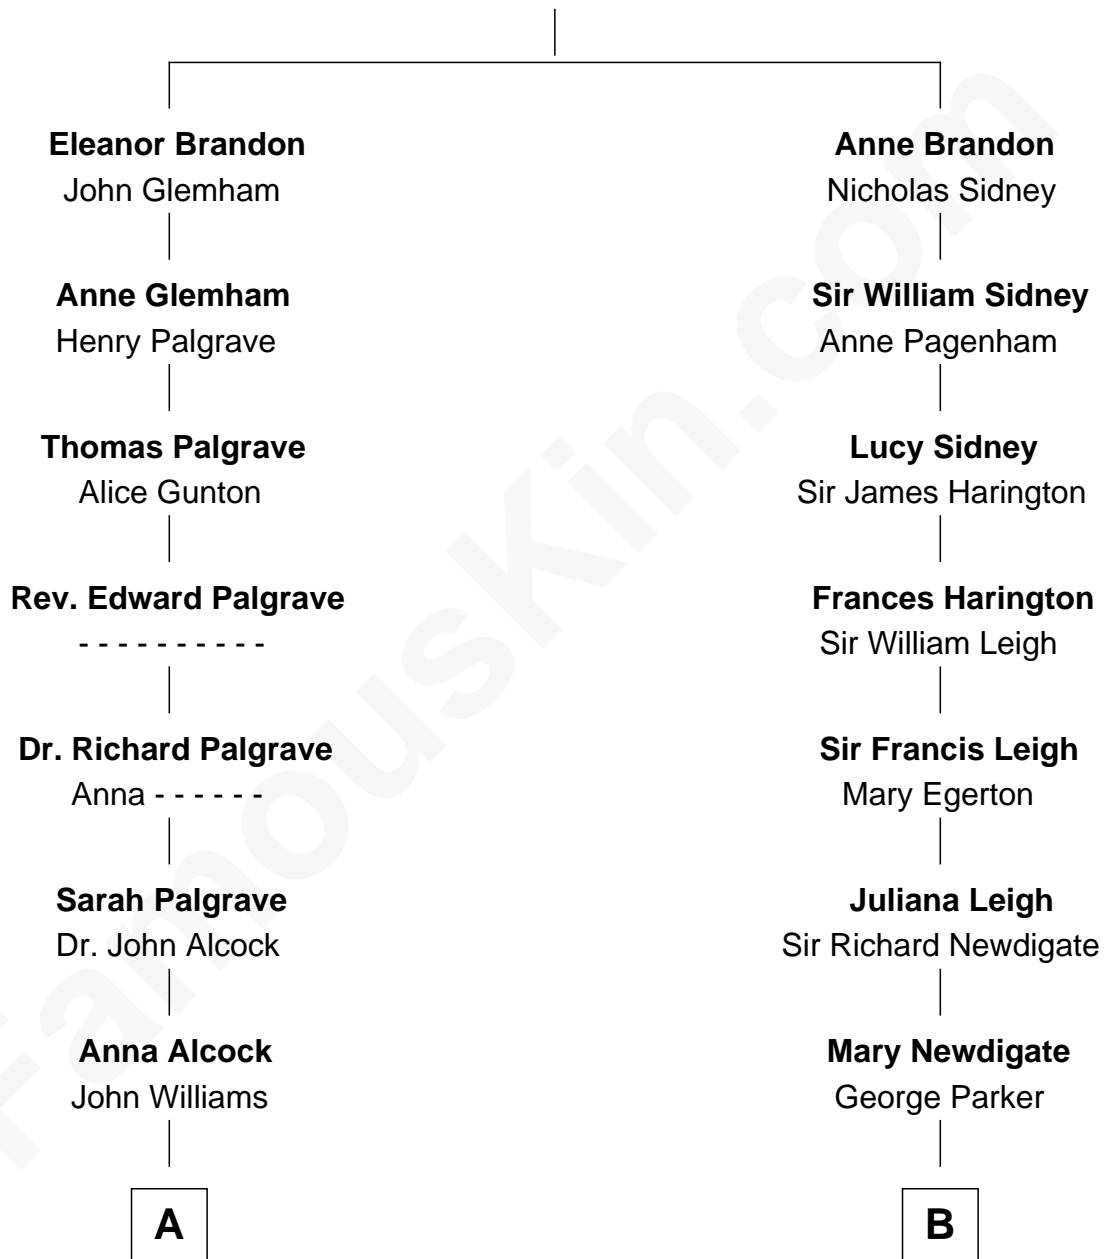 Eleanor Brandon
John Glemham
Anne Glemham
Henry Palgrave
Thomas Palgrave
Alice Gunton
Rev. Edward Palgrave
- - - - - - - - - -
Dr. Richard Palgrave
Anna - - - - - -
Sarah Palgrave
Dr. John Alcock
Anna Alcock
John Williams
A
Anne Brandon
Nicholas Sidney
Sir William Sidney
Anne Pagenham
Lucy Sidney
Sir James Harington
Frances Harington
Sir William Leigh
Sir Francis Leigh
Mary Egerton
Juliana Leigh
Sir Richard Newdigate
Mary Newdigate
George Parker
B
FamousKin.com